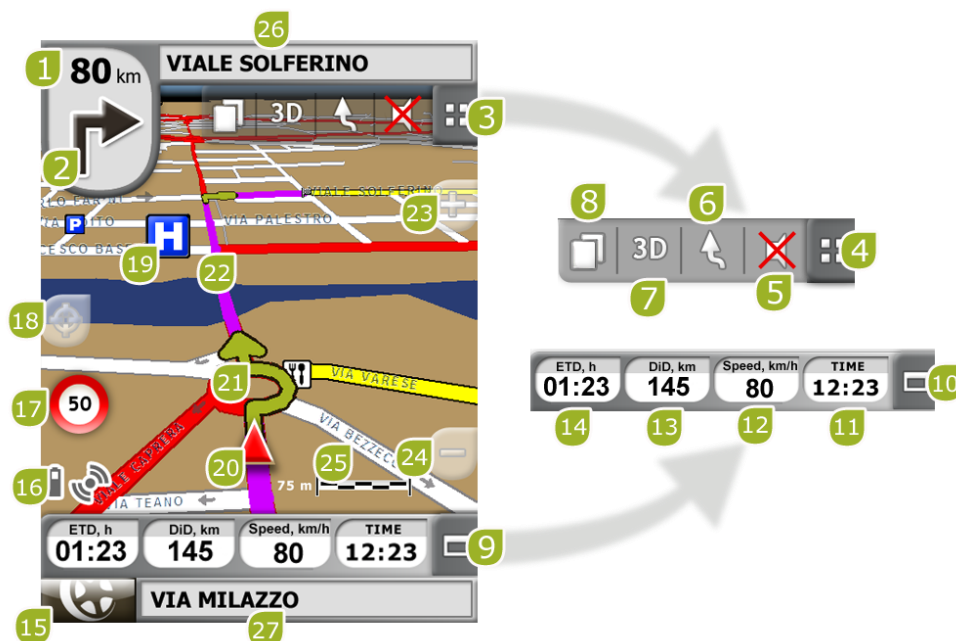 26
1
80 km
VIALE SOLFERINO
3D
3
2
VIALE SOLFERINO
23
P
VIA PALESTRO
H
19
22
18
21
VIA VARESE
17
50
VIALE CAPRERA
20
25
24
16
75 m
VIA TEANO
ETD, h
01:23
DiD, km
145
Speed, km/h
80
TIME
12:23
9
15
VIA MILAZZO
27
8
6
3D
4
7
5
ETD, h
01:23
DiD, km
145
Speed, km/h
80
TIME
12:23
10
14
13
12
11